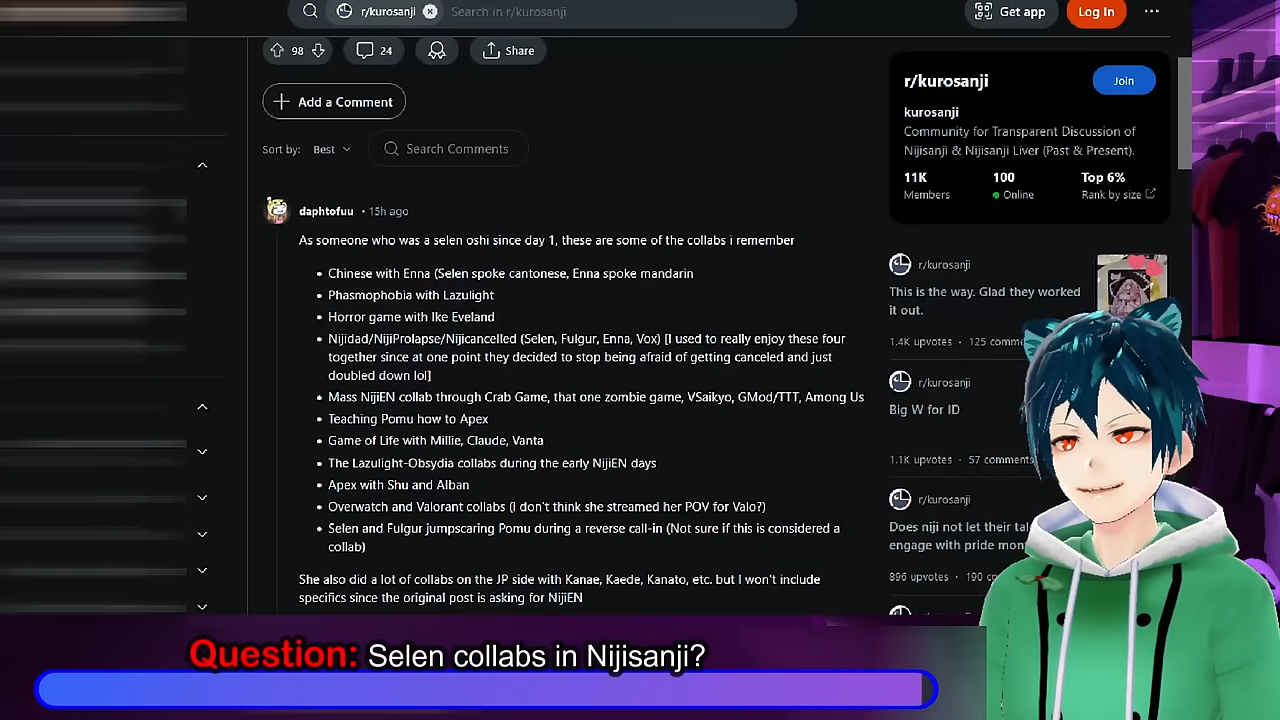 r/kurosanji
Search in r/kurosanji
Get app
Log In
98
24
Share
Add a Comment
Sort by:
Best
Search Comments
daphtofuu • 15h ago
As someone who was a selen oshi since day 1, these are some of the collabs i remember
• Chinese with Enna (Selen spoke cantonese, Enna spoke mandarin
• Phasmophobia with Lazulight
• Horror game with Ike Eveland
• Nijidad/NijiProlapse/Nijicancelled (Selen, Fulgur, Enna, Vox) [I used to really enjoy these four
together since at one point they decided to stop being afraid of getting canceled and just
doubled down lol]
• Mass NijiEN collab through Crab Game, that one zombie game, VSaikyo, GMod/TTT, Among Us
• Teaching Pomu how to Apex
• Game of Life with Millie, Claude, Vanta
• The Lazulight-Obsydia collabs during the early NijiEN days
• Apex with Shu and Alban
• Overwatch and Valorant collabs (I don't think she streamed her POV for Valo?)
• Selen and Fulgur jumpscaring Pomu during a reverse call-in (Not sure if this is considered a
collab)
She also did a lot of collabs on the JP side with Kanae, Kaede, Kanato, etc. but I won't include
specifics since the original post is asking for NijiEN
r/kurosanji
Join
kurosanji
Community for Transparent Discussion of
Nijisanji & Nijisanji Liver (Past & Present).
11K
100
Top 6%
Members
Online
Rank by size
r/kurosanji
This is the way. Glad they worked
it out.
1.4K upvotes • 125 comme
r/kurosanji
Big W for ID
1.1K upvotes • 57 comments
r/kurosanji
Does niji not let their tal
engage with pride mon
896 upvotes • 190 co
Question: Selen collabs in Nijisanji?